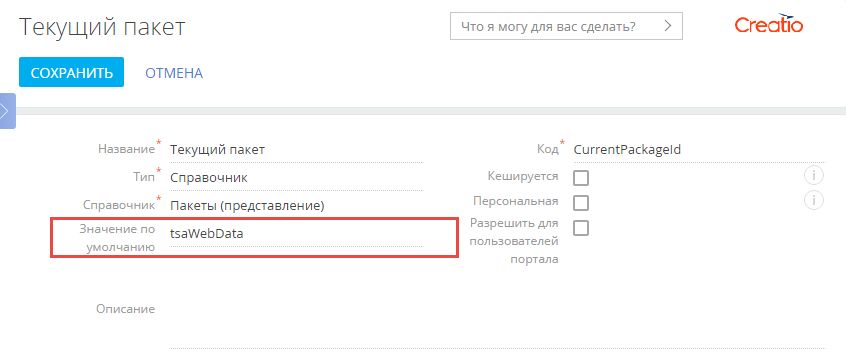 Текущий пакет
Что я могу для вас сделать?
Creatio
СОХРАНИТЬ
ОТМЕНА
Название*
Текущий пакет
Код*
CurrentPackageId
Тип*
Справочник
Кешируется
i
Справочник*
Пакеты (представление)
Персональная
i
Значение по
умолчанию
tsaWebData
Разрешить для
пользователей
портала
Описание